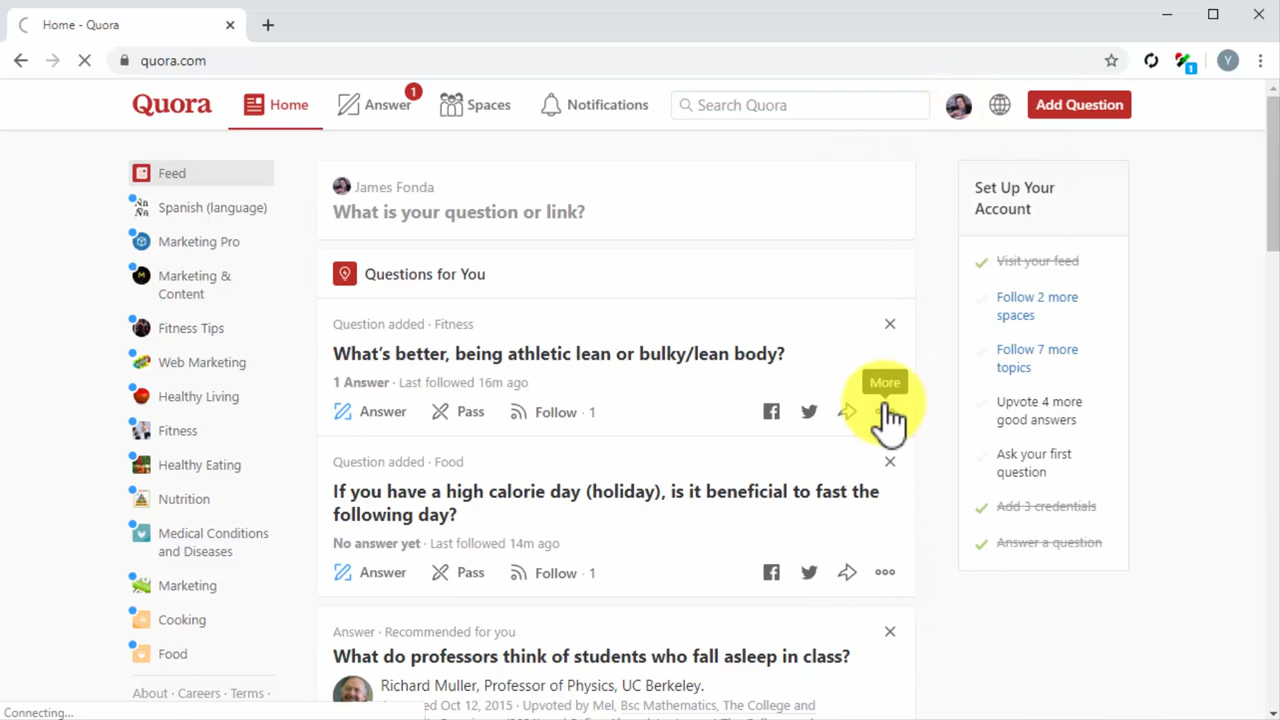 Home - Quora
quora.com
1
Y
Quora
Home
Answer
1
Spaces
Notifications
Search Quora
Add Question
Feed
Spanish (language)
Marketing Pro
Marketing &
Content
Fitness Tips
Web Marketing
Healthy Living
Fitness
Healthy Eating
Nutrition
Medical Conditions
and Diseases
Marketing
Cooking
Food
About · Careers · Terms ·
James Fonda
What is your question or link?
Questions for You
Question added · Fitness
What's better, being athletic lean or bulky/lean body?
1 Answer · Last followed 16m ago
More
Answer
Pass
Follow · 1
Question added · Food
If you have a high calorie day (holiday), is it beneficial to fast the
following day?
No answer yet · Last followed 14m ago
Answer
Pass
Follow · 1
Answer · Recommended for you
What do professors think of students who fall asleep in class?
Richard Muller, Professor of Physics, UC Berkeley.
Oct 12, 2015 · Upvoted by Mel, Bsc Mathematics, The College and
Set Up Your
Account
Visit your feed
Follow 2 more
spaces
Follow 7 more
topics
Upvote 4 more
good answers
Ask your first
question
Add 3 credentials
Answer a question
Connecting...